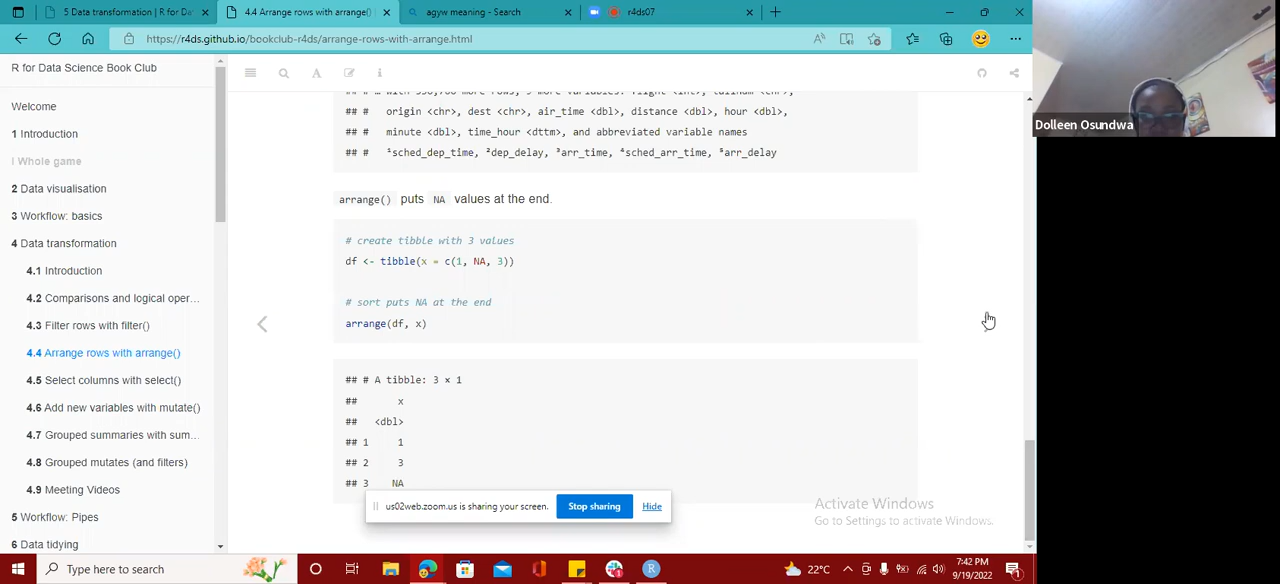 5 Data transformation | R for Da
4.4 Arrange rows with arrange()
agyw meaning - Search
r4ds07
https://r4ds.github.io/bookclub-r4ds/arrange-rows-with-arrange.html
R for Data Science Book Club
Welcome
1 Introduction
I Whole game
2 Data visualisation
3 Workflow: basics
4 Data transformation
4.1 Introduction
4.2 Comparisons and logical oper…
4.3 Filter rows with filter()
4.4 Arrange rows with arrange()
4.5 Select columns with select()
4.6 Add new variables with mutate()
4.7 Grouped summaries with sum…
4.8 Grouped mutates (and filters)
4.9 Meeting Videos
5 Workflow: Pipes
6 Data tidying
## # origin <chr>, dest <chr>, air_time <dbl>, distance <dbl>, hour <dbl>,
## # minute <dbl>, time_hour <dttm>, and abbreviated variable names
## # ¹sched_dep_time, ²dep_delay, ³arr_time, ⁴sched_arr_time, ⁵arr_delay
arrange() puts NA values at the end.
# create tibble with 3 values
df <- tibble(x = c(1, NA, 3))
# sort puts NA at the end
arrange(df, x)
## # A tibble: 3 × 1
## x
## <dbl>
## 1 1
## 2 3
## 3 NA
us02web.zoom.us is sharing your screen.
Stop sharing
Hide
Activate Windows
Go to Settings to activate Windows.
Dolleen Osundwa
Type here to search
22°C
7:42 PM
9/19/2022